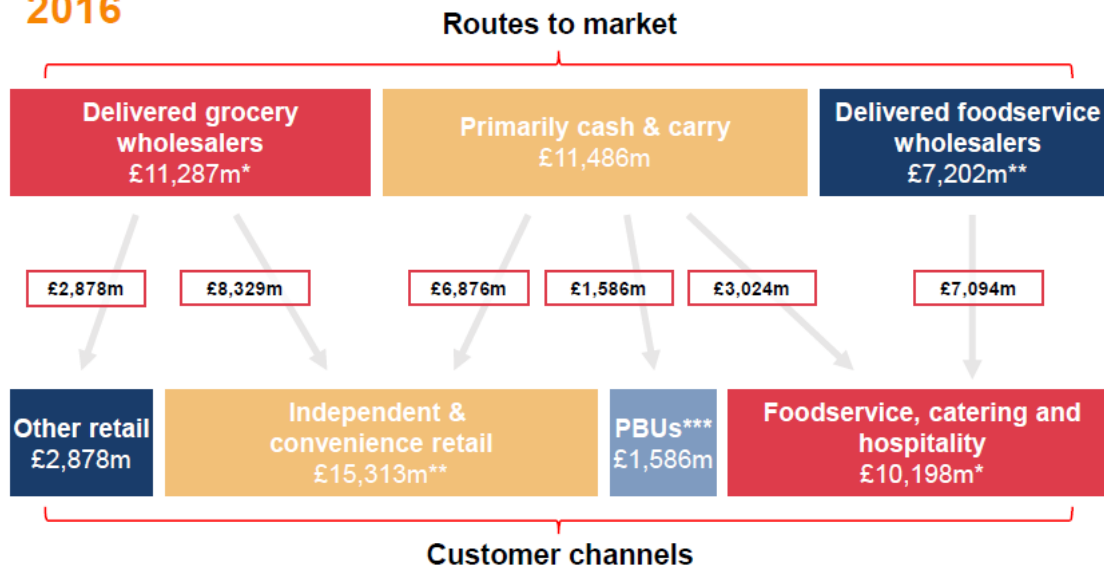 2016
Routes to market
Delivered grocery
wholesalers
£11,287m*
Primarily cash & carry
£11,486m
Delivered foodservice
wholesalers
£7,202m**
£2,878m
£8,329m
£6,876m
£1,586m
£3,024m
£7,094m
Other retail
£2,878m
Independent &
convenience retail
£15,313m**
PBUs***
£1,586m
Foodservice, catering and
hospitality
£10,198m*
Customer channels